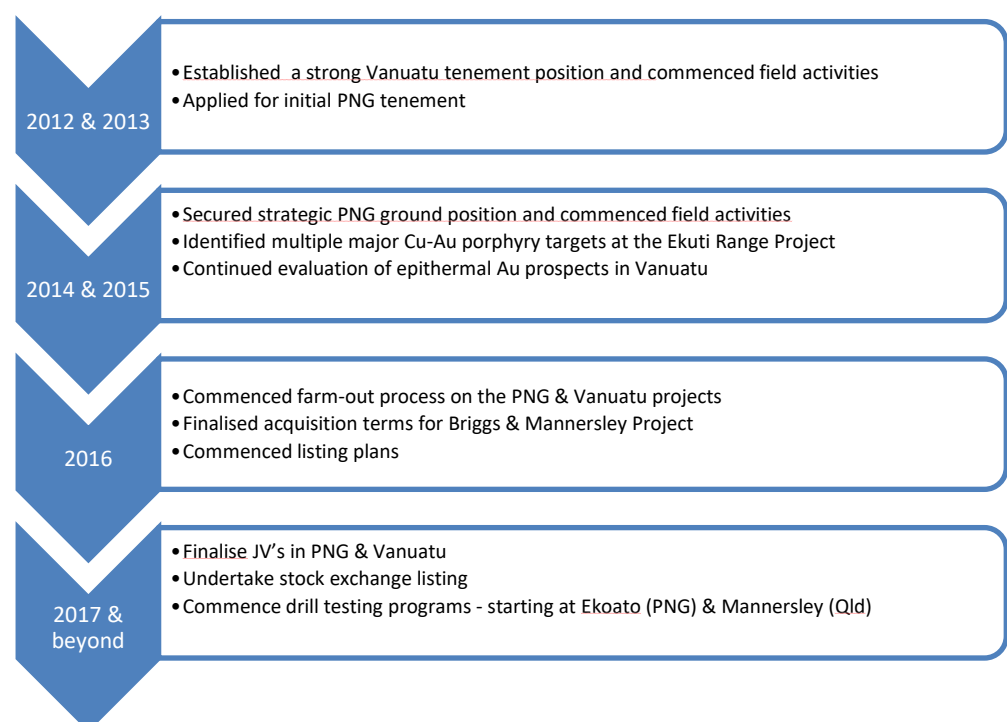 2012 & 2013
•Established a strong Vanuatu tenement position and commenced field activities
•Applied for initial PNG tenement
2014 & 2015
•Secured strategic PNG ground position and commenced field activities
•Identified multiple major Cu-Au porphyry targets at the Ekuti Range Project
•Continued evaluation of epithermal Au prospects in Vanuatu
2016
•Commenced farm-out process on the PNG & Vanuatu projects
•Finalised acquisition terms for Briggs & Mannersley Project
•Commenced listing plans
2017 &
beyond
•Finalise JV's in PNG & Vanuatu
•Undertake stock exchange listing
•Commence drill testing programs - starting at Ekoato (PNG) & Mannersley (Qld)